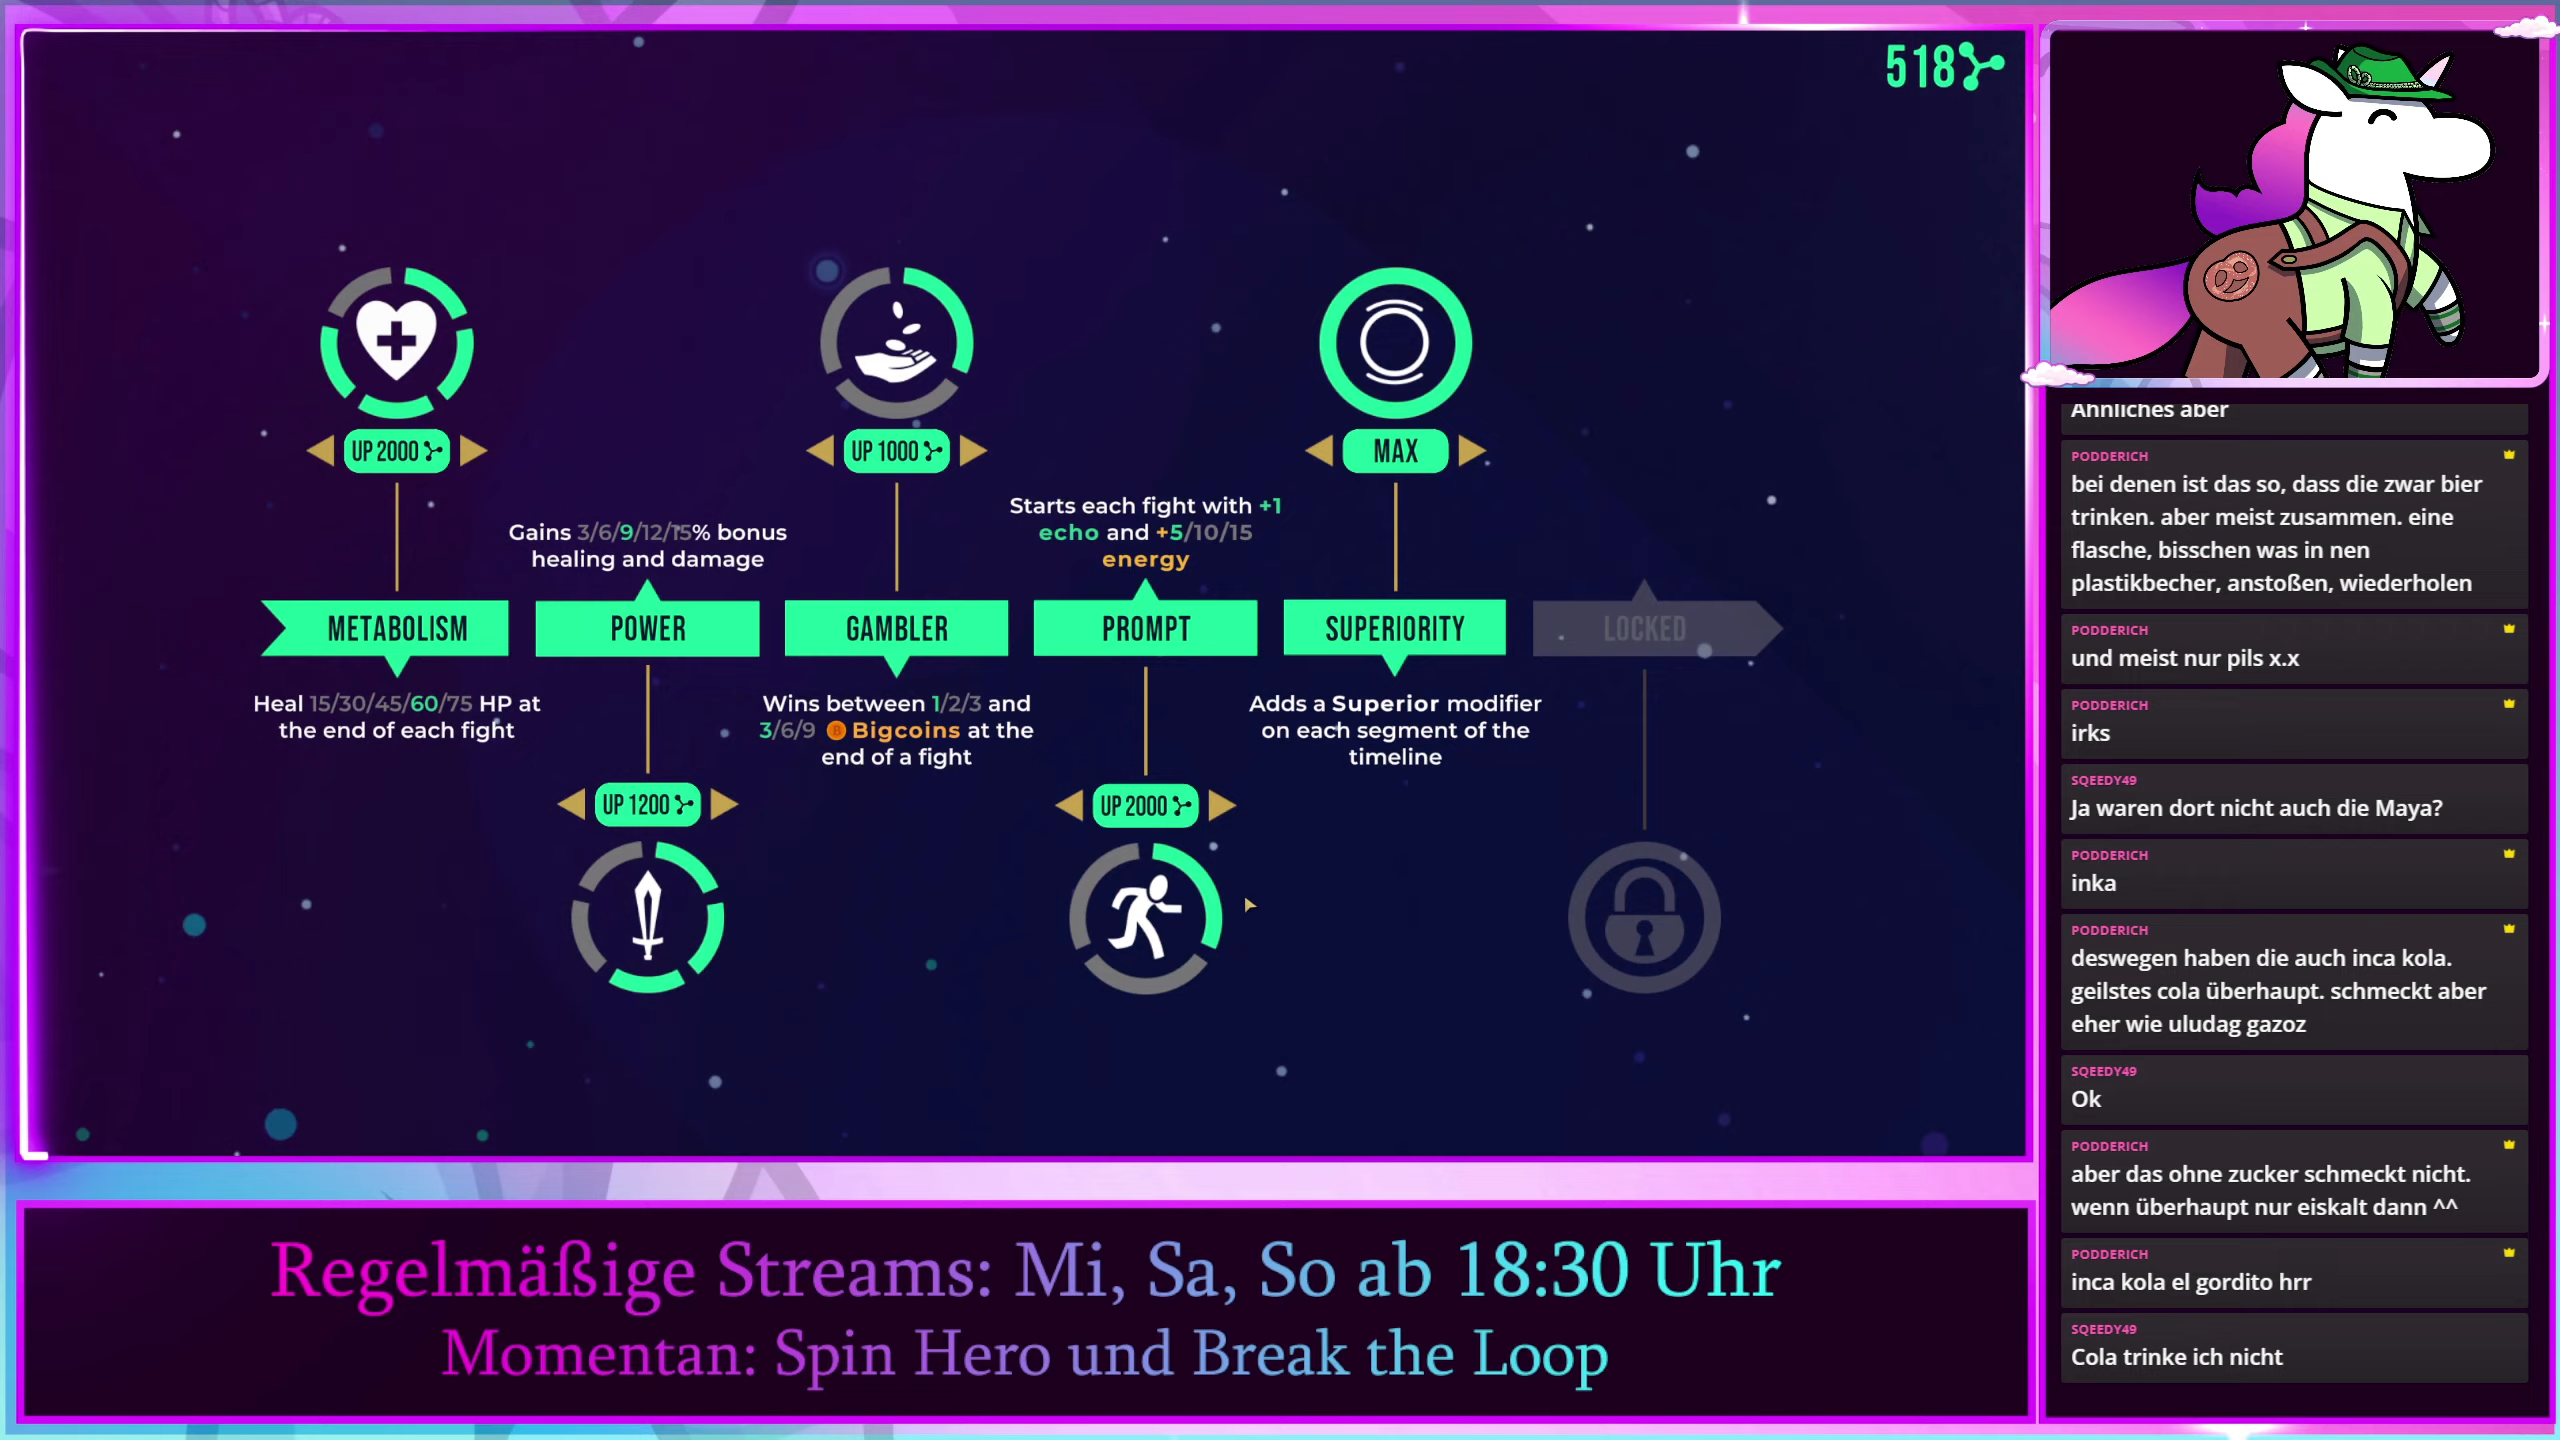 518
UP 2000
UP 1000
MAX
Gains 3/6/9/12/15% bonus
healing and damage
Starts each fight with +1
echo and +5/10/15
energy
METABOLISM
POWER
GAMBLER
PROMPT
SUPERIORITY
LOCKED
Heal 15/30/45/60/75 HP at
the end of each fight
Wins between 1/2/3 and
3/6/9 Bigcoins at the
end of a fight
Adds a Superior modifier
on each segment of the
timeline
UP 1200
UP 2000
Regelmäßige Streams: Mi, Sa, So ab 18:30 Uhr
Momentan: Spin Hero und Break the Loop
Ähnliches aber
PODDERICH
bei denen ist das so, dass die zwar bier
trinken. aber meist zusammen. eine
flasche, bisschen was in nen
plastikbecher, anstoßen, wiederholen
PODDERICH
und meist nur pils x.x
PODDERICH
irks
SQEEDY49
Ja waren dort nicht auch die Maya?
PODDERICH
inka
PODDERICH
deswegen haben die auch inca kola.
geilstes cola überhaupt. schmeckt aber
eher wie uludag gazoz
SQEEDY49
Ok
PODDERICH
aber das ohne zucker schmeckt nicht.
wenn überhaupt nur eiskalt dann ^^
PODDERICH
inca kola el gordito hrr
SQEEDY49
Cola trinke ich nicht